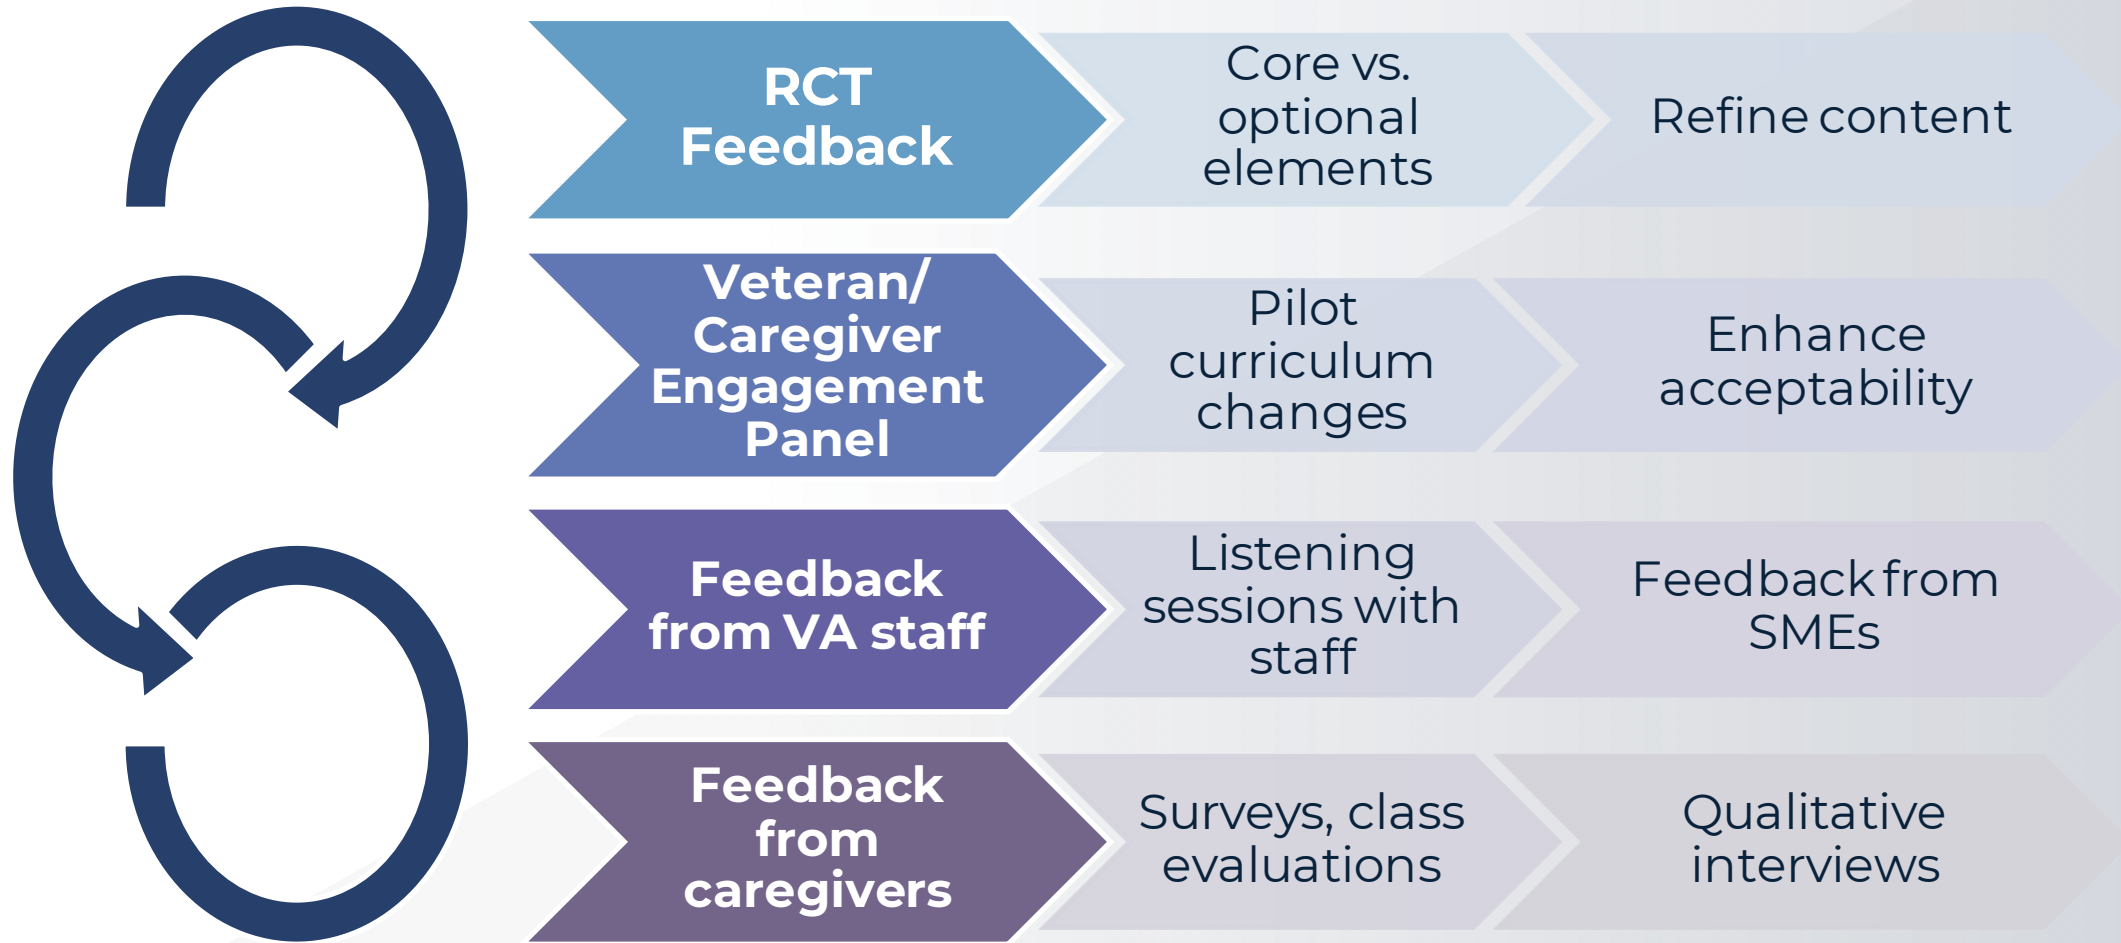 RCT
Feedback
Core vs.
optional
elements
Refine content
Veteran/
Caregiver
Engagement
Panel
Pilot
curriculum
changes
Enhance
acceptability
Feedback
from VA staff
Listening
sessions with
staff
Feedback from
SMEs
Feedback
from
caregivers
Surveys, class
evaluations
Qualitative
interviews